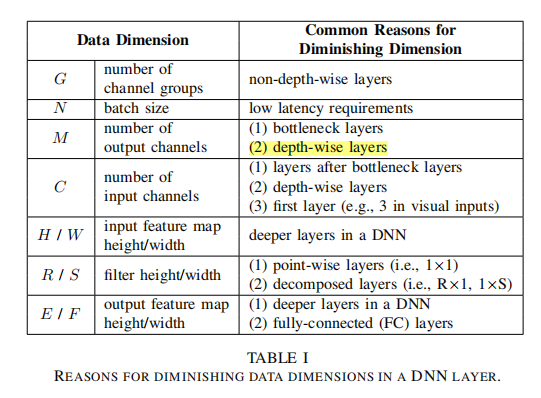 Data Dimension
Common Reasons for
Diminishing Dimension
G
number of
channel groups
non-depth-wise layers
N
batch size
low latency requirements
M
number of
output channels
(1) bottleneck layers
(2) depth-wise layers
C
number of
input channels
(1) layers after bottleneck layers
(2) depth-wise layers
(3) first layer (e.g., 3 in visual inputs)
H / W
input feature map
height/width
deeper layers in a DNN
R / S
filter height/width
(1) point-wise layers (i.e., 1×1)
(2) decomposed layers (i.e., R×1, 1×S)
E / F
output feature map
height/width
(1) deeper layers in a DNN
(2) fully-connected (FC) layers
TABLE I
REASONS FOR DIMINISHING DATA DIMENSIONS IN A DNN LAYER.